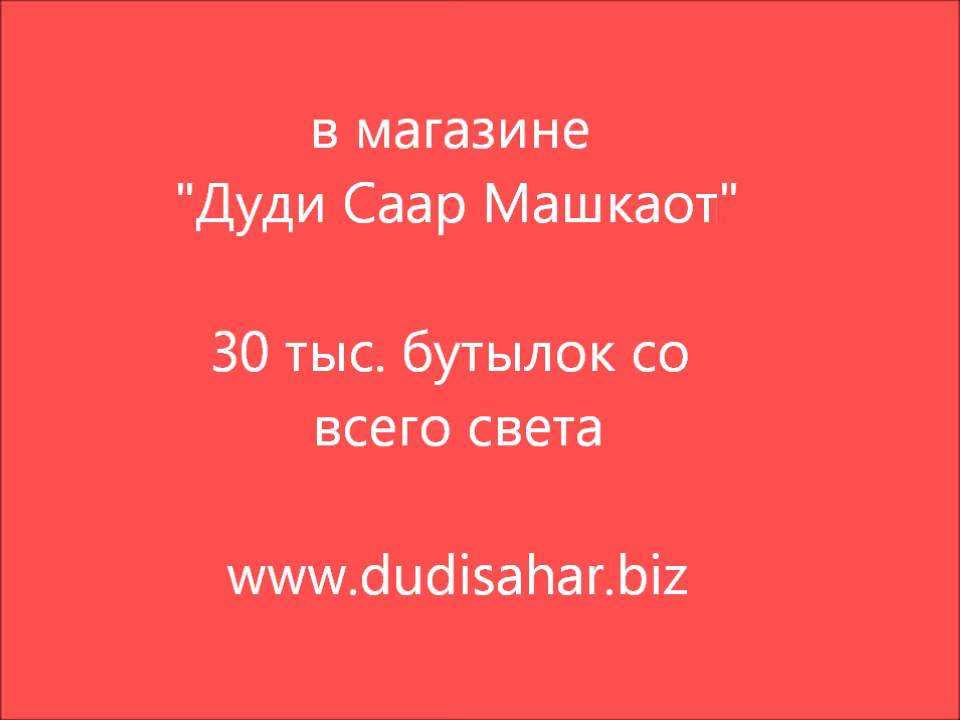 в магазине
"Дуди Саар Машкаот"
30 тыс. бутылок со
всего света
www.dudisahar.biz